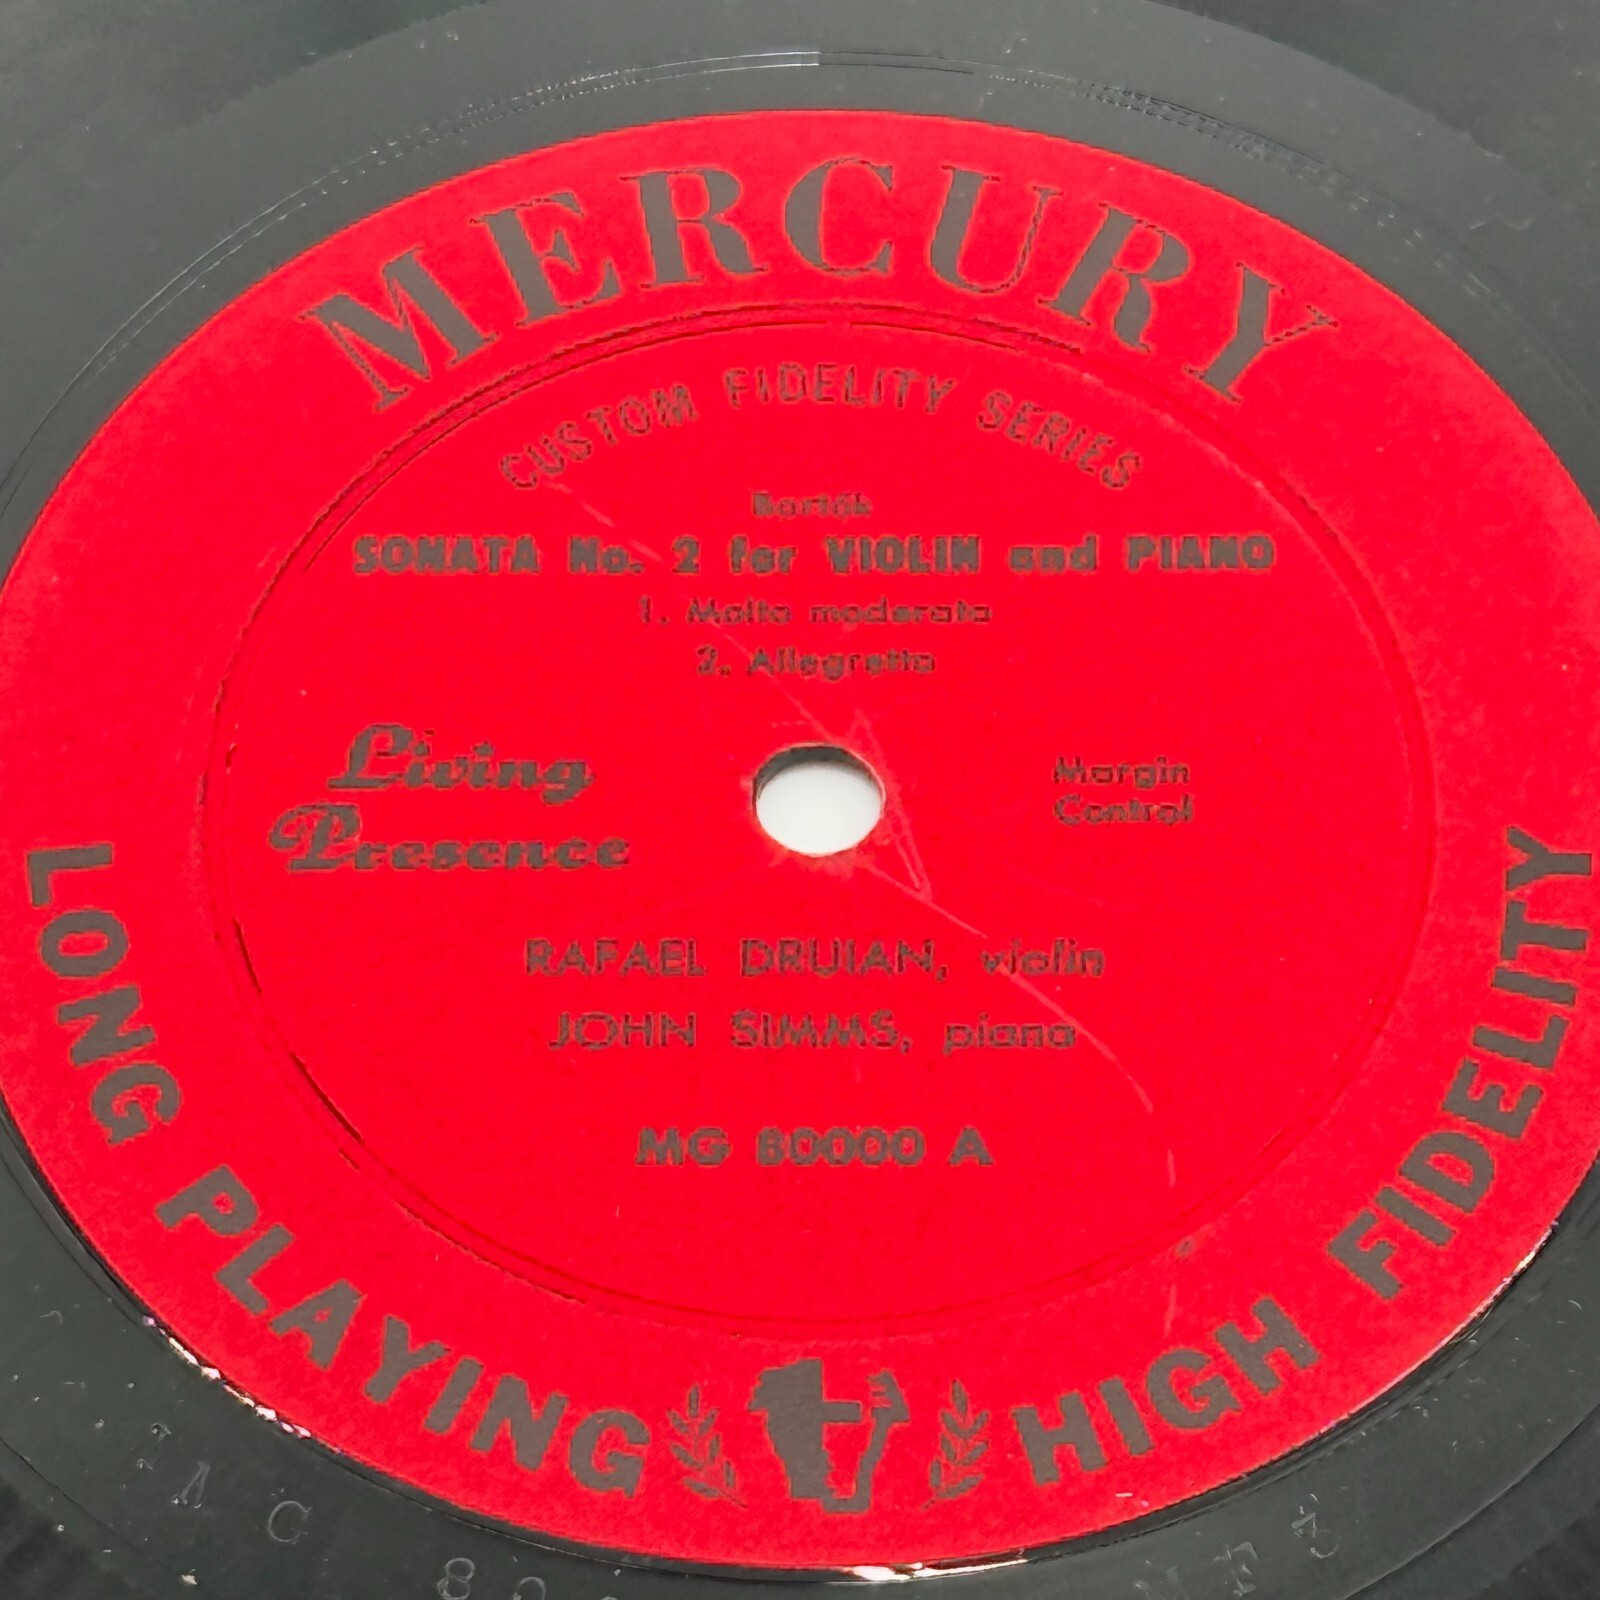 MERCURY
CUSTOM FIDELITY SERIES
Bartók
SONATA No. 2 for VIOLIN and PIANO
1. Molto moderato
2. Allegretto
Living
Presence
Margin
Control
RAFAEL DRUIAN, violin
JOHN SIMMS, piano
MG 80000 A
LONG PLAYING HIGH FIDELITY